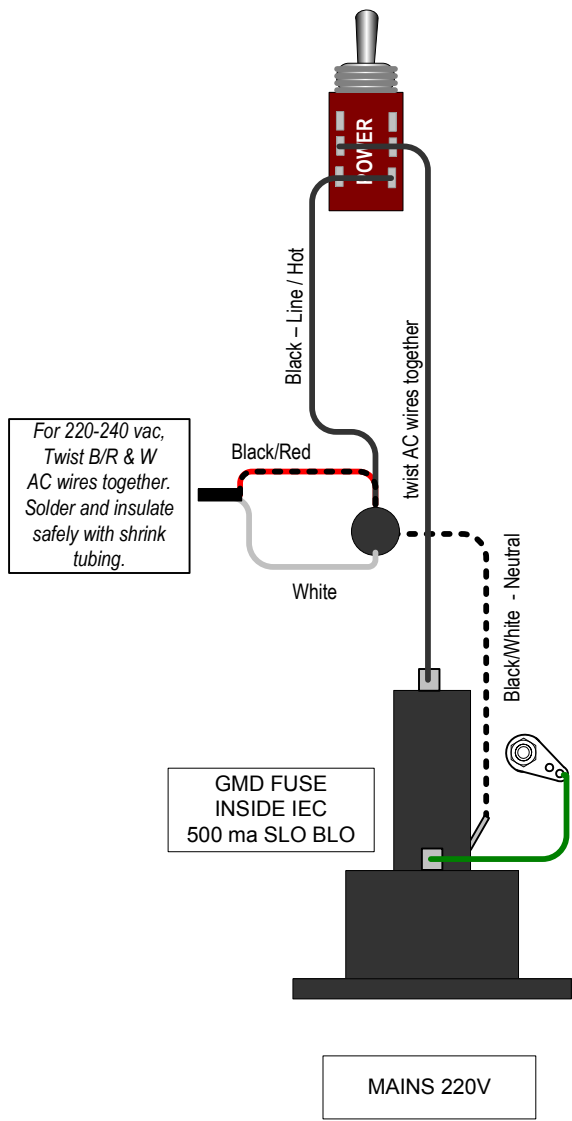 POWER
Black – Line / Hot
twist AC wires together
For 220-240 vac,
Twist B/R & W
AC wires together.
Solder and insulate
safely with shrink
tubing.
Black/Red
White
Black/White - Neutral
GMD FUSE
INSIDE IEC
500 ma SLO BLO
MAINS 220V